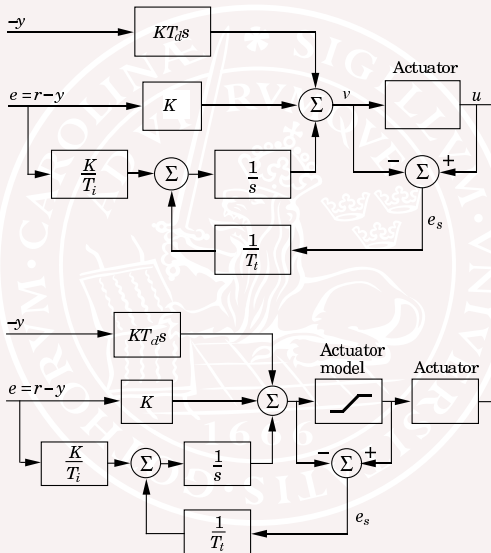 −y
KT_d s
Actuator
e = r − y
K
Σ
v
u
K/T_i
Σ
1/s
−
Σ
+
e_s
1/T_t
−y
KT_d s
Actuator model
Actuator
e = r − y
K
Σ
K/T_i
Σ
1/s
−
Σ
+
e_s
1/T_t